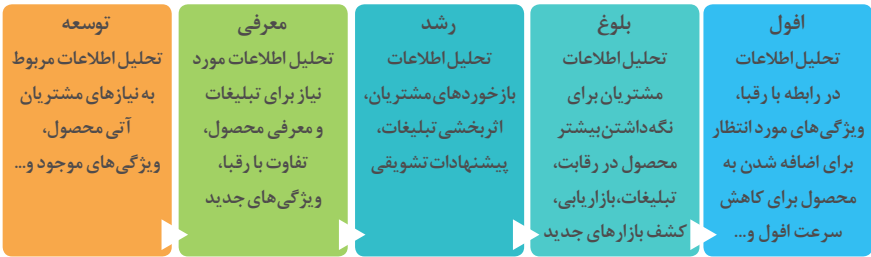 توسعه
تحلیل اطلاعات مربوط
به نیازهای مشتریان
آتی محصول،
ویژگی‌های موجود و...
معرفی
تحلیل اطلاعات مورد
نیاز برای تبلیغات
و معرفی محصول،
تفاوت با رقبا،
ویژگی‌های جدید
رشد
تحلیل اطلاعات
بازخوردهای مشتریان،
اثربخشی تبلیغات،
پیشنهادات تشویقی
بلوغ
تحلیل اطلاعات
مشتریان برای
نگه‌داشتن بیشتر
محصول در رقابت،
تبلیغات،بازاریابی،
کشف بازارهای جدید
افول
تحلیل اطلاعات
در رابطه با رقبا،
ویژگی‌های مورد انتظار
برای اضافه شدن به
محصول برای کاهش
سرعت افول و...